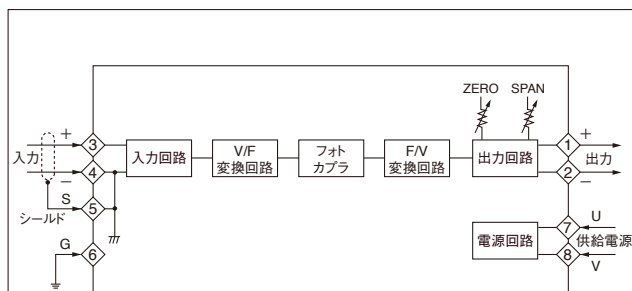 ZERO SPAN
+ 3 入力回路 V/F 変換回路 フォト カプラ F/V 変換回路 出力回路 1 +
入力 出力
− 4 2 −
S 5
シールド
G 6
電源回路 7 U
供給電源
8 V